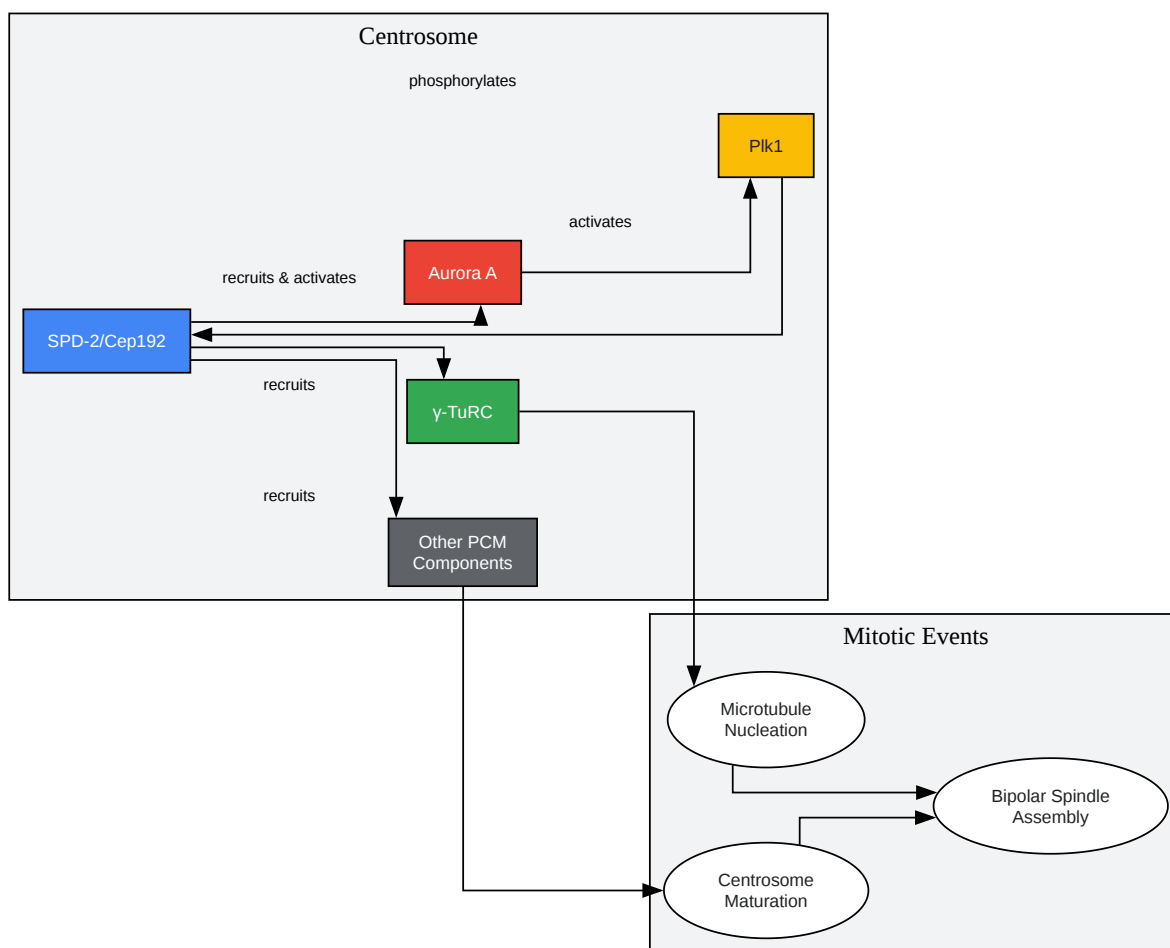 Centrosome
phosphorylates
Plk1
activates
Aurora A
recruits & activates
SPD-2/Cep192
recruits
γ-TuRC
recruits
Other PCM
Components
Mitotic Events
Microtubule
Nucleation
Bipolar Spindle
Assembly
Centrosome
Maturation